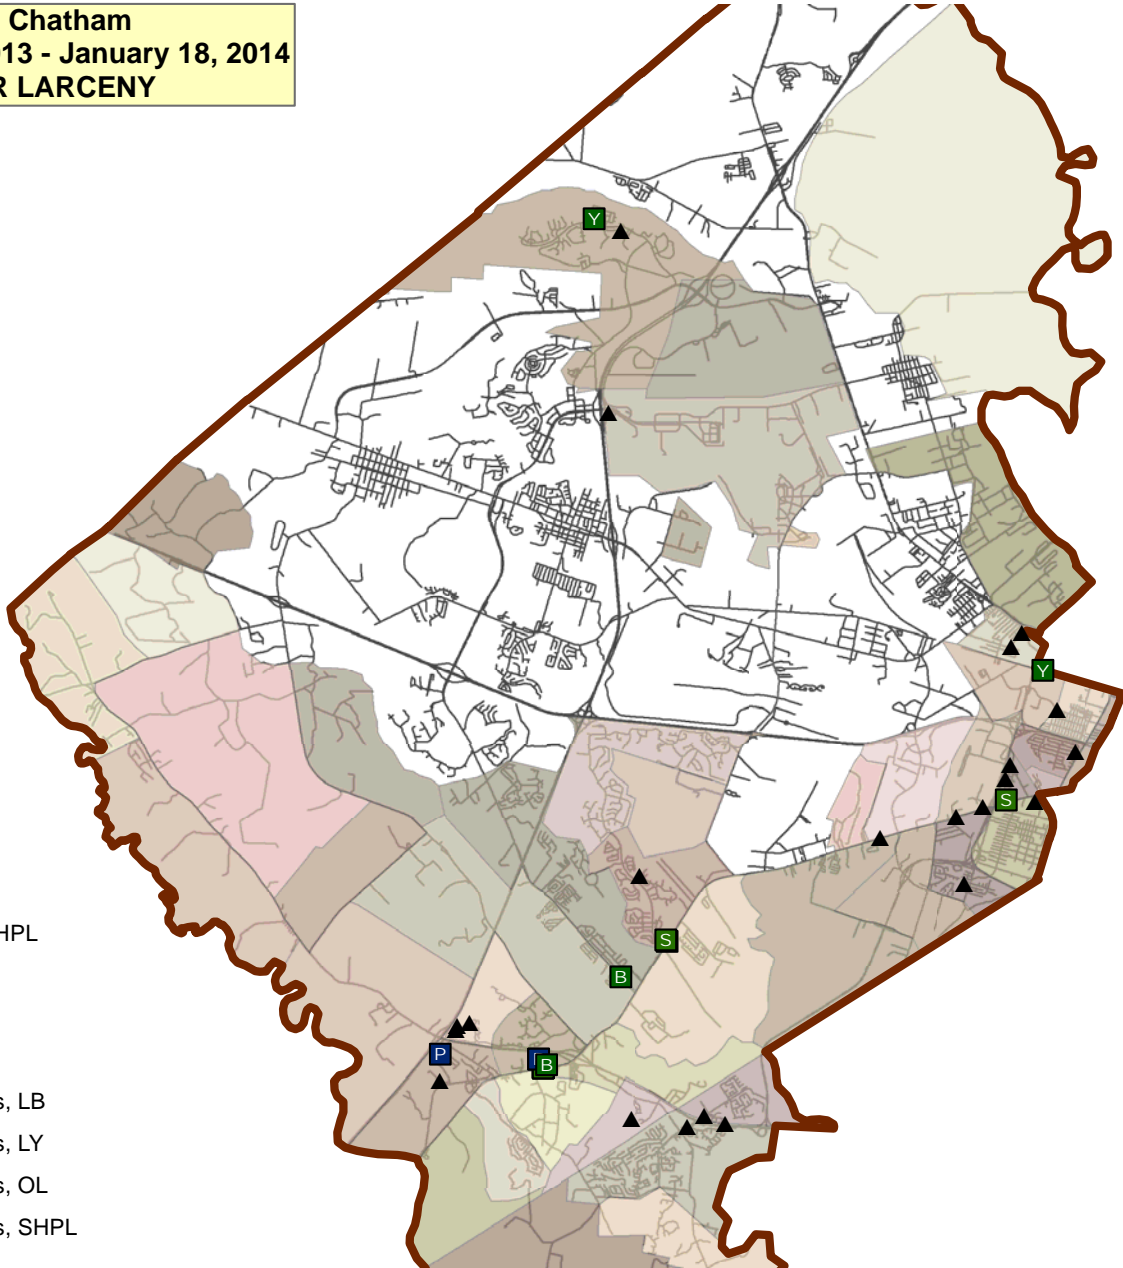 Chatham
13 - January 18, 2014
R LARCENY
Y
Y
S
S
B
P
B
HPL
s, LB
s, LY
s, OL
s, SHPL